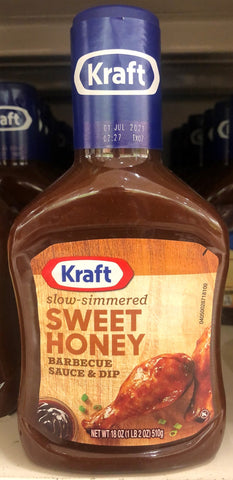 Kraft
01 JUL 2021
Kraft
slow-simmered
SWEET
HONEY
BARBECUE
SAUCE & DIP
NET WT 18 OZ (1 LB 2 OZ) 510g